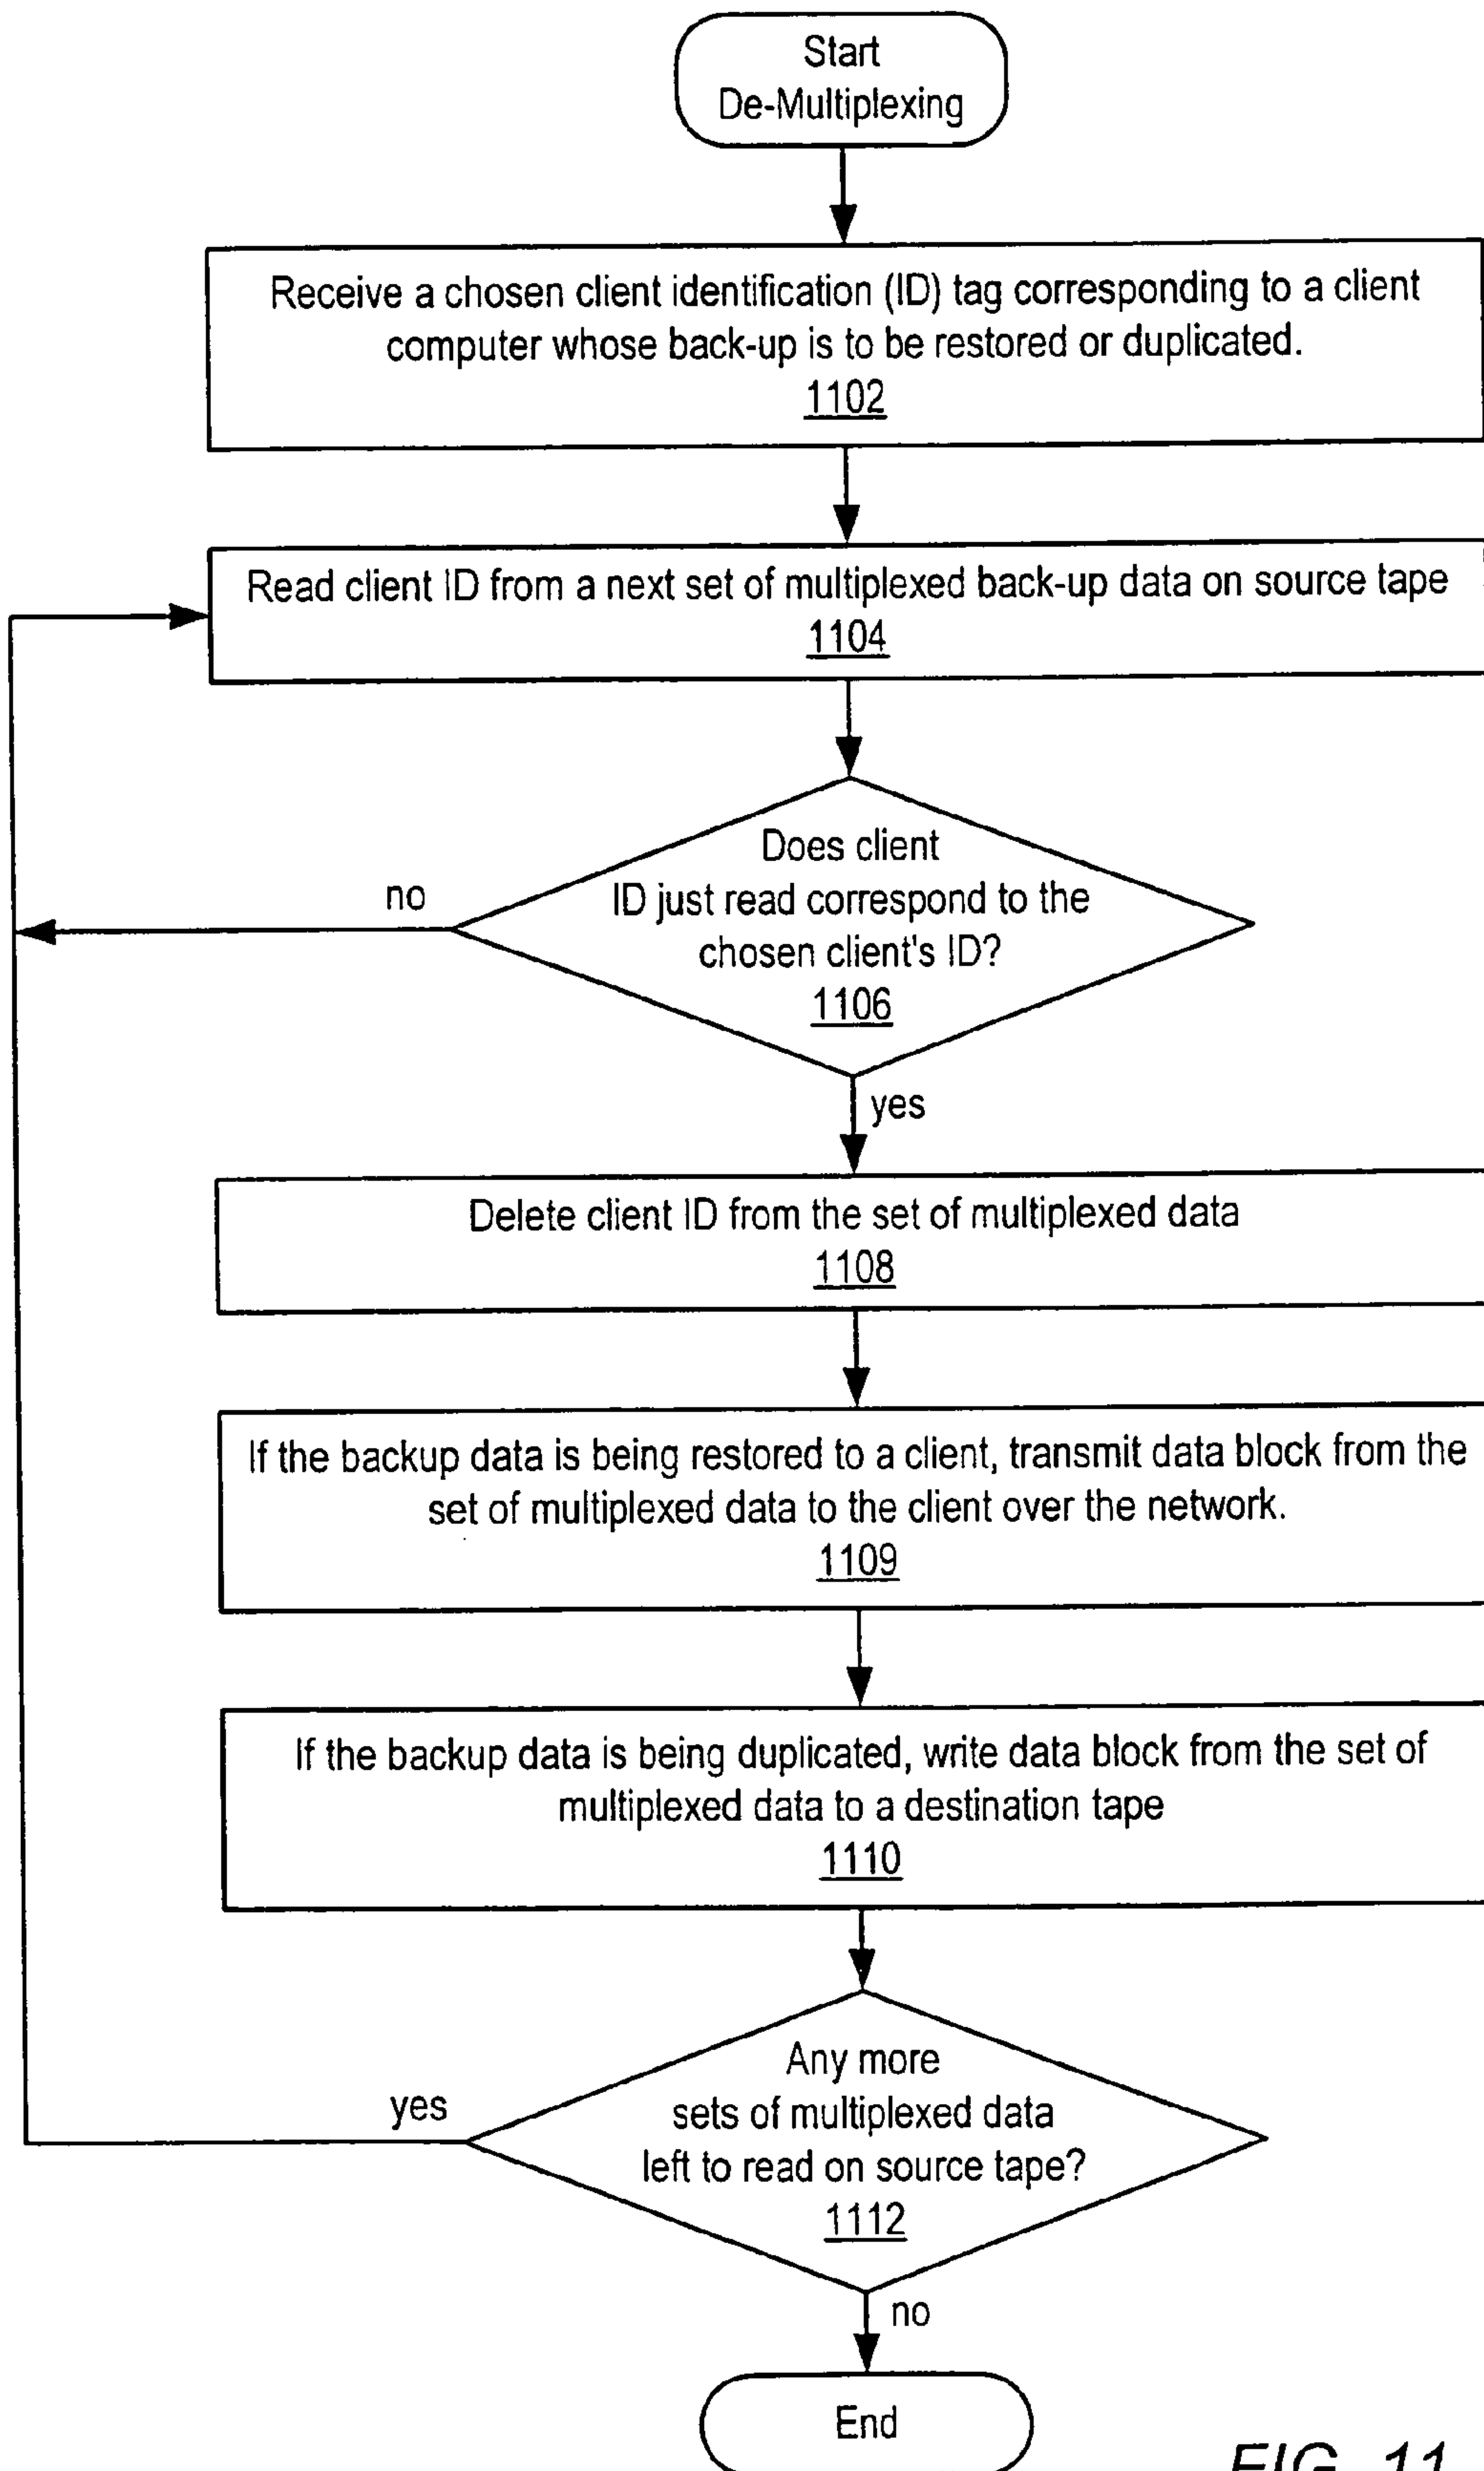 Start
De-Multiplexing
Receive a chosen client identification (ID) tag corresponding to a client
computer whose back-up is to be restored or duplicated.
1102
Read client ID from a next set of multiplexed back-up data on source tape
1104
Does client
ID just read correspond to the
chosen client's ID?
1106
no
yes
Delete client ID from the set of multiplexed data
1108
If the backup data is being restored to a client, transmit data block from the
set of multiplexed data to the client over the network.
1109
If the backup data is being duplicated, write data block from the set of
multiplexed data to a destination tape
1110
Any more
sets of multiplexed data
left to read on source tape?
1112
yes
no
End
FIG. 11